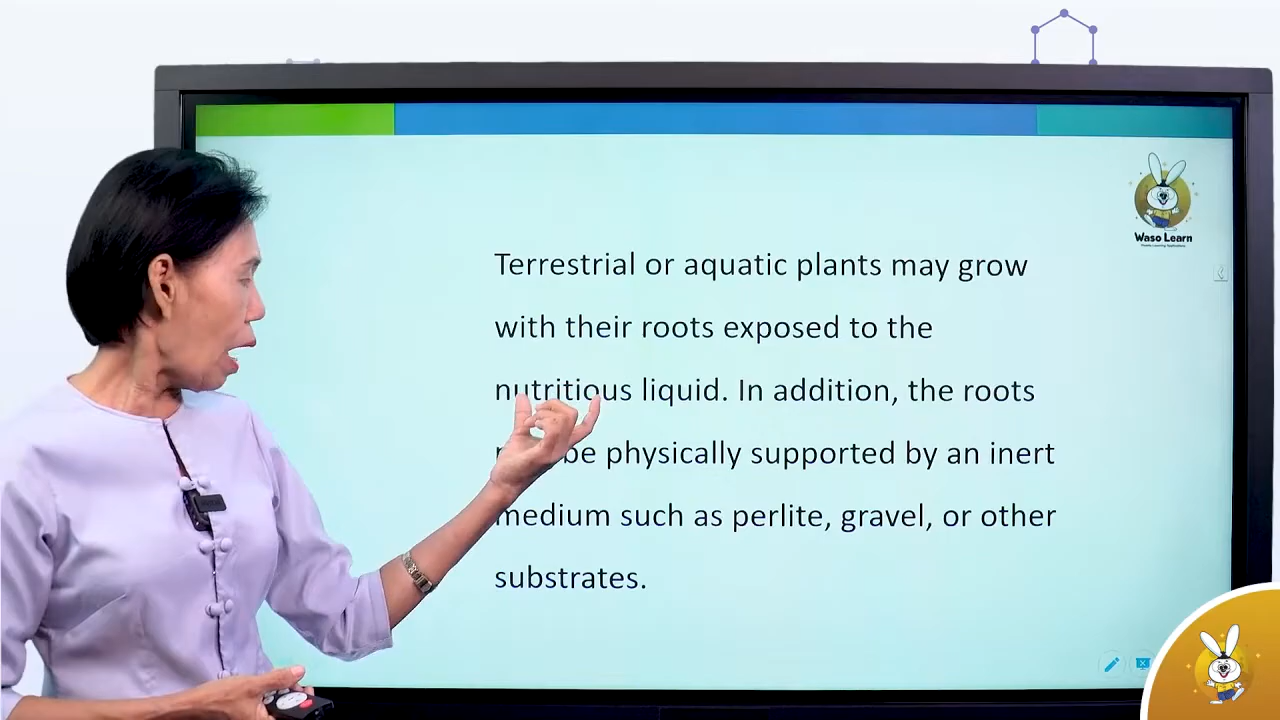 Waso Learn
Terrestrial or aquatic plants may grow
with their roots exposed to the
nutritious liquid. In addition, the roots
be physically supported by an inert
medium such as perlite, gravel, or other
substrates.